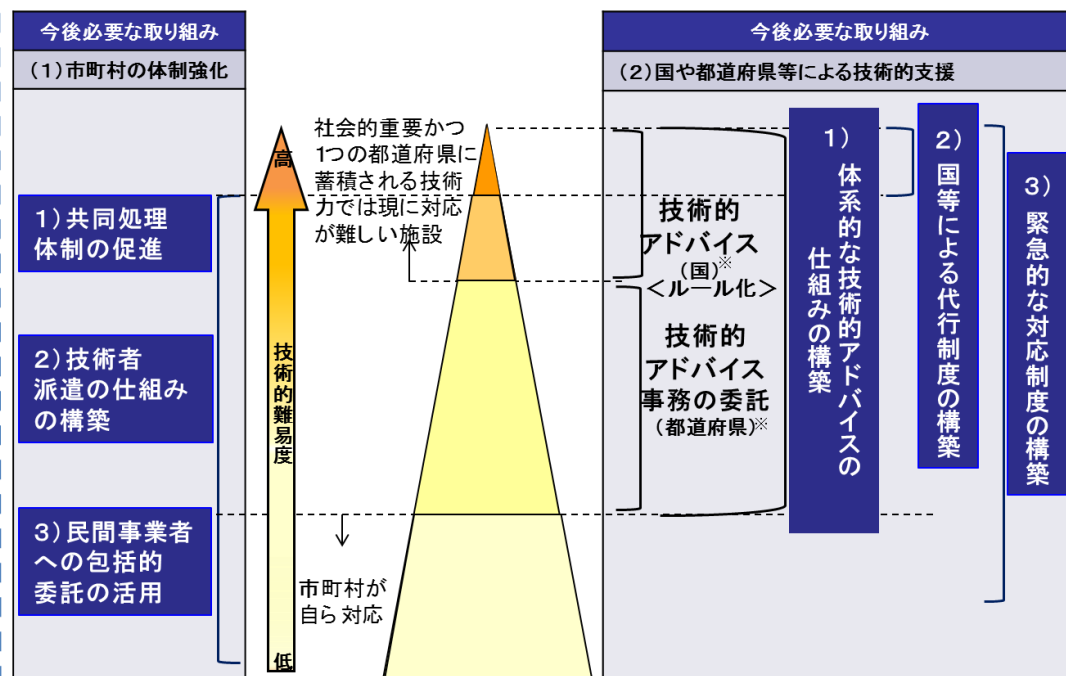 今後必要な取り組み
(1)市町村の体制強化
1)共同処理
体制の促進
2)技術者
派遣の仕組み
の構築
3)民間事業者
への包括的
委託の活用
高
技術的難易度
低
社会的重要かつ
1つの都道府県に
蓄積される技術
力では現に対応
が難しい施設
市町村が
自ら対応
今後必要な取り組み
(2)国や都道府県等による技術的支援
技術的
アドバイス
(国)※
<ルール化>
技術的
アドバイス
事務の委託
(都道府県)※
1)体系的な技術的アドバイスの
仕組みの構築
2)国等による代行制度の構築
3)緊急的な対応制度の構築